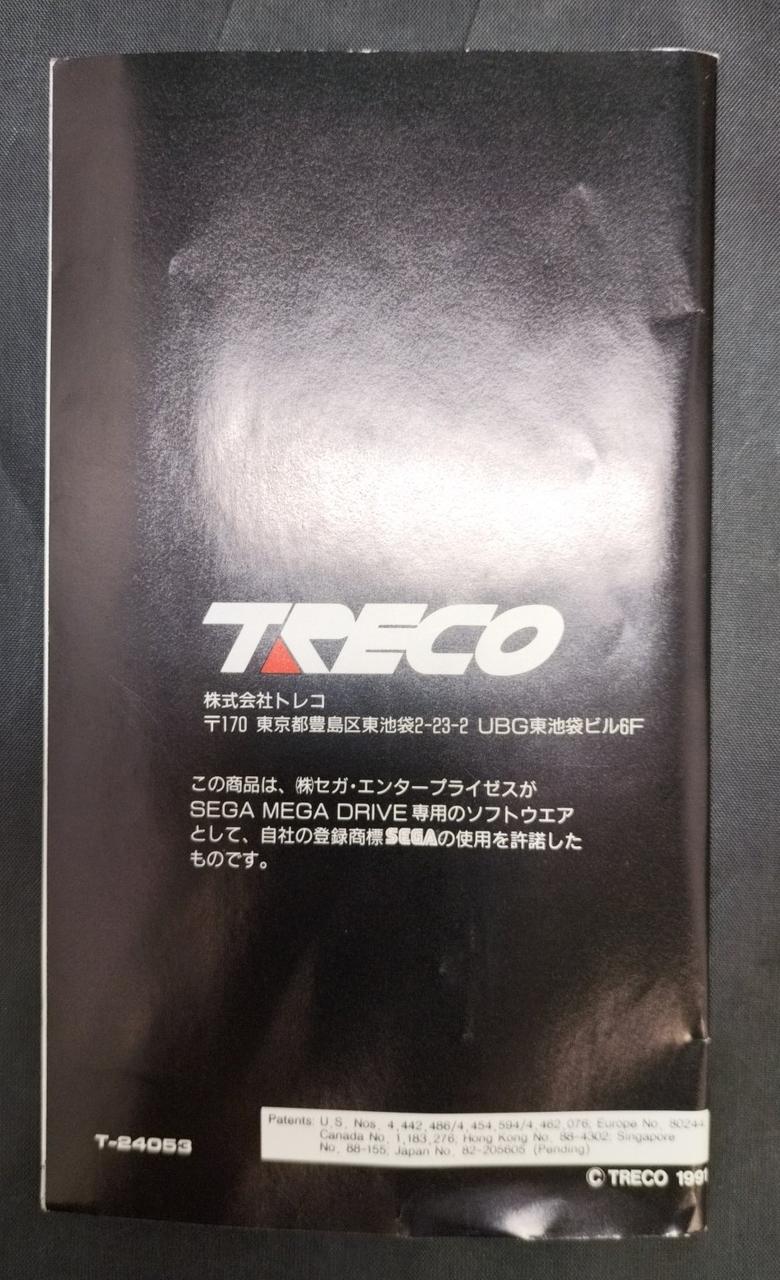 TRECO
株式会社トレコ
〒170 東京都豊島区東池袋2-23-2 UBG東池袋ビル6F
この商品は、㈱セガ・エンタープライゼスが
SEGA MEGA DRIVE専用のソフトウエア
として、自社の登録商標SEGAの使用を許諾した
ものです。
Patents: U.S. Nos. 4,442,486/4,454,594/4,462,076; Europe No. 80244
Canada No. 1,183,276; Hong Kong No. 88-4302; Singapore
No. 88-155; Japan No. 82-205605 (Pending)
T-24053
© TRECO 1991